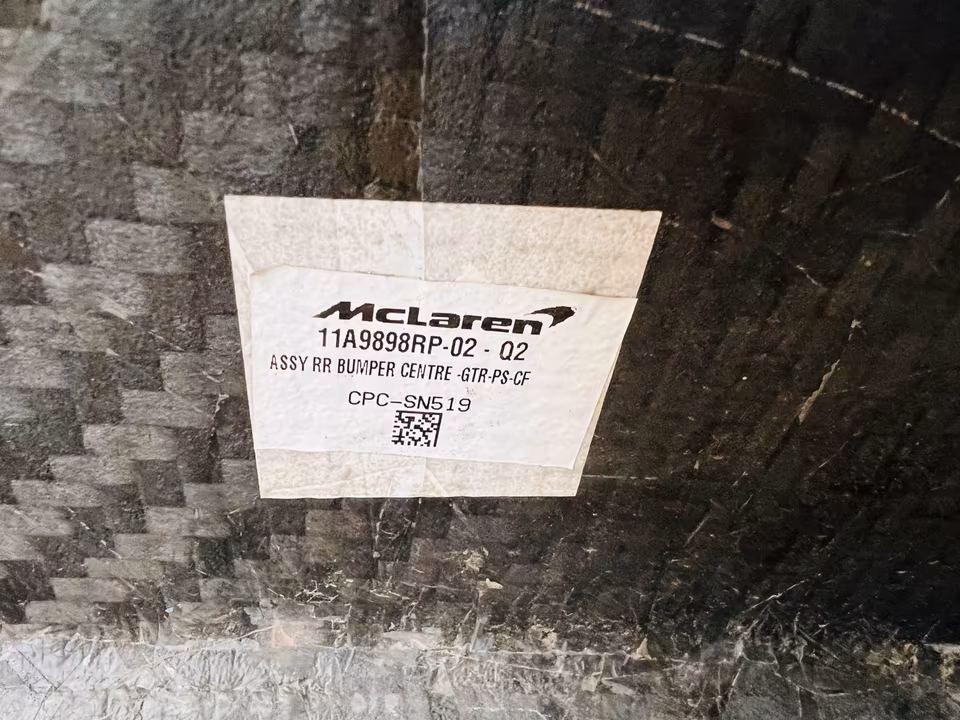 McLaren
11A9898RP-02 - Q2
ASSY RR BUMPER CENTRE -GTR-PS-CF
CPC-SN519